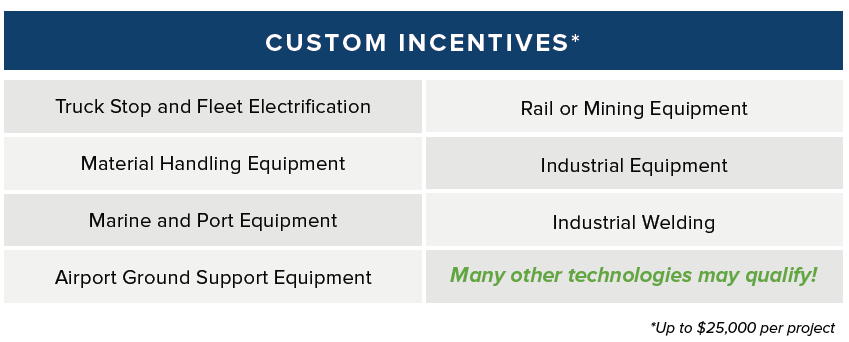 CUSTOM INCENTIVES*
Truck Stop and Fleet Electrification
Rail or Mining Equipment
Material Handling Equipment
Industrial Equipment
Marine and Port Equipment
Industrial Welding
Airport Ground Support Equipment
Many other technologies may qualify!
*Up to $25,000 per project